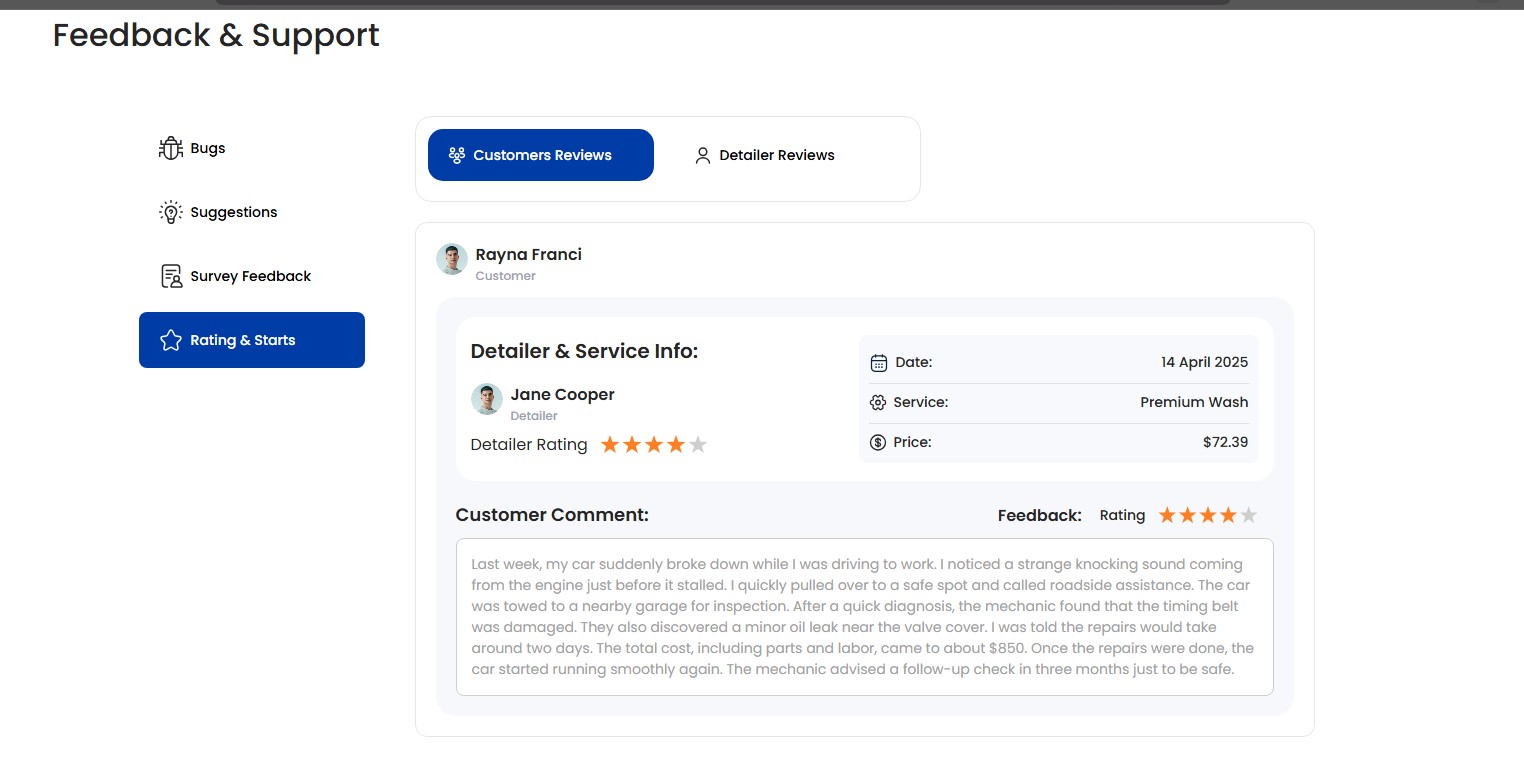 Feedback & Support
Bugs
Suggestions
Survey Feedback
Rating & Starts
Customers Reviews
Detailer Reviews
Rayna Franci
Customer
Detailer & Service Info:
Jane Cooper
Detailer
Detailer Rating
Date: 14 April 2025
Service: Premium Wash
Price: $72.39
Customer Comment:
Feedback: Rating
Last week, my car suddenly broke down while I was driving to work. I noticed a strange knocking sound coming
from the engine just before it stalled. I quickly pulled over to a safe spot and called roadside assistance. The car
was towed to a nearby garage for inspection. After a quick diagnosis, the mechanic found that the timing belt
was damaged. They also discovered a minor oil leak near the valve cover. I was told the repairs would take
around two days. The total cost, including parts and labor, came to about $850. Once the repairs were done, the
car started running smoothly again. The mechanic advised a follow-up check in three months just to be safe.